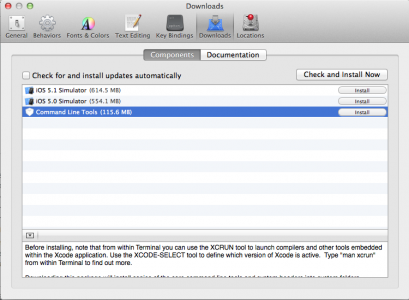 Downloads
General Behaviors Fonts & Colors Text Editing Key Bindings Downloads Locations
Components Documentation
Check for and install updates automatically Check and Install Now
iOS 5.1 Simulator (614.5 MB) Install
iOS 5.0 Simulator (554.1 MB) Install
Command Line Tools (115.6 MB) Install
Before installing, note that from within Terminal you can use the XCRUN tool to launch compilers and other tools embedded
within the Xcode application. Use the XCODE-SELECT tool to define which version of Xcode is active. Type "man xcrun"
from within Terminal to find out more.